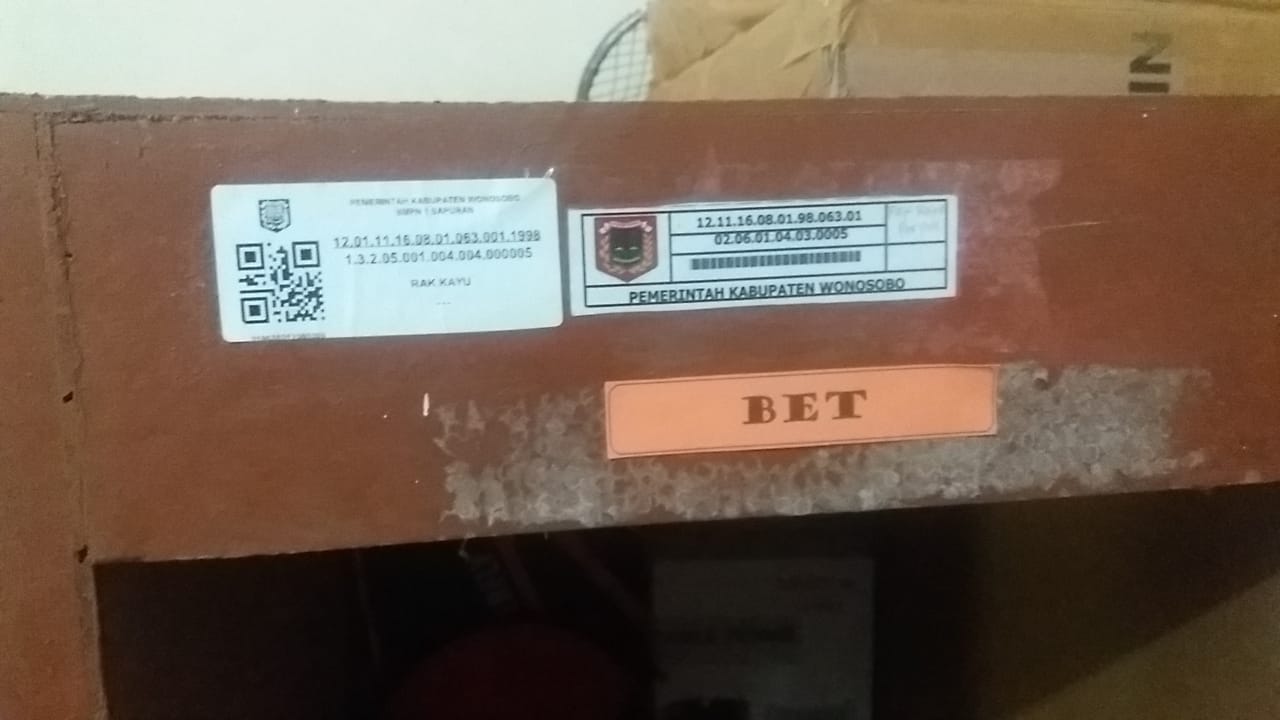 PEMERINTAH KABUPATEN WONOSOBO
SMPN 1 SAPURAN
12.01.11.16.08.01.063.001.1998
1.3.2.05.001.004.004.000005
RAK KAYU
---
12.11.16.08.01.98.063.01
02.06.01.04.03.0005
PEMERINTAH KABUPATEN WONOSOBO
BET
IN